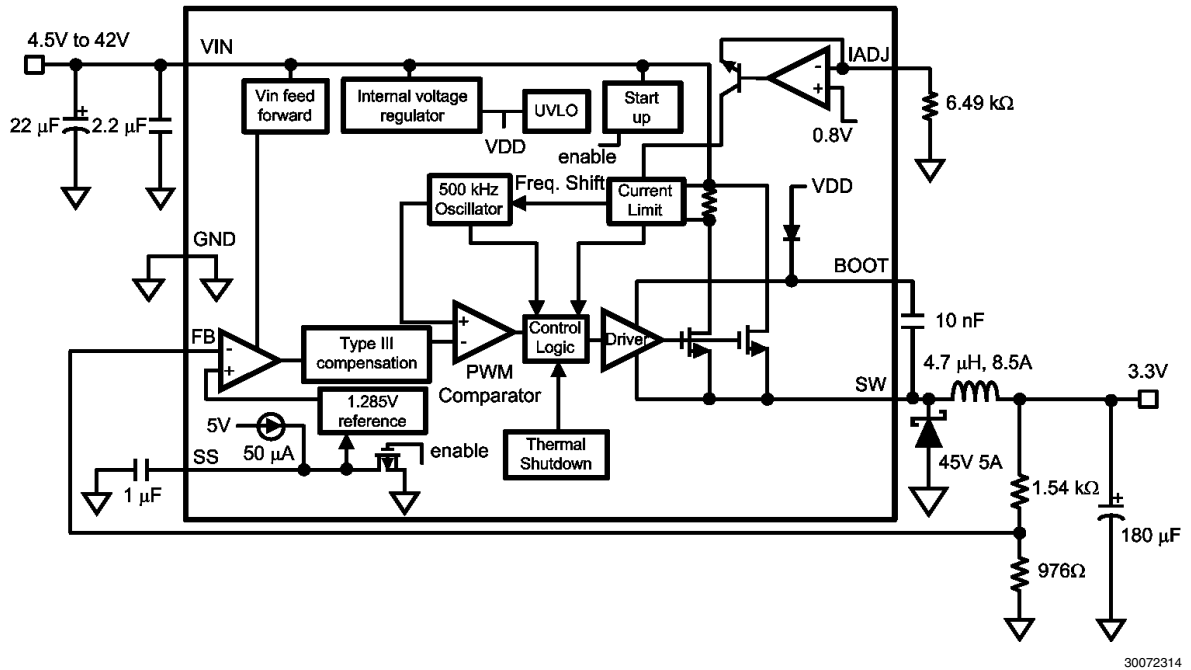 4.5V to 42V
VIN
IADJ
Vin feed
forward
Internal voltage
regulator
UVLO
Start
up
VDD
enable
0.8V
6.49 kΩ
22 µF
+
2.2 µF
-
+
500 kHz
Oscillator
Freq. Shift
Current
Limit
VDD
GND
BOOT
10 nF
FB
-
+
Type III
compensation
+
-
PWM
Comparator
Control
Logic
Driver
SW
4.7 µH, 8.5A
3.3V
1.285V
reference
5V
50 µA
SS
enable
Thermal
Shutdown
45V 5A
1 µF
1.54 kΩ
+
180 µF
976Ω
30072314